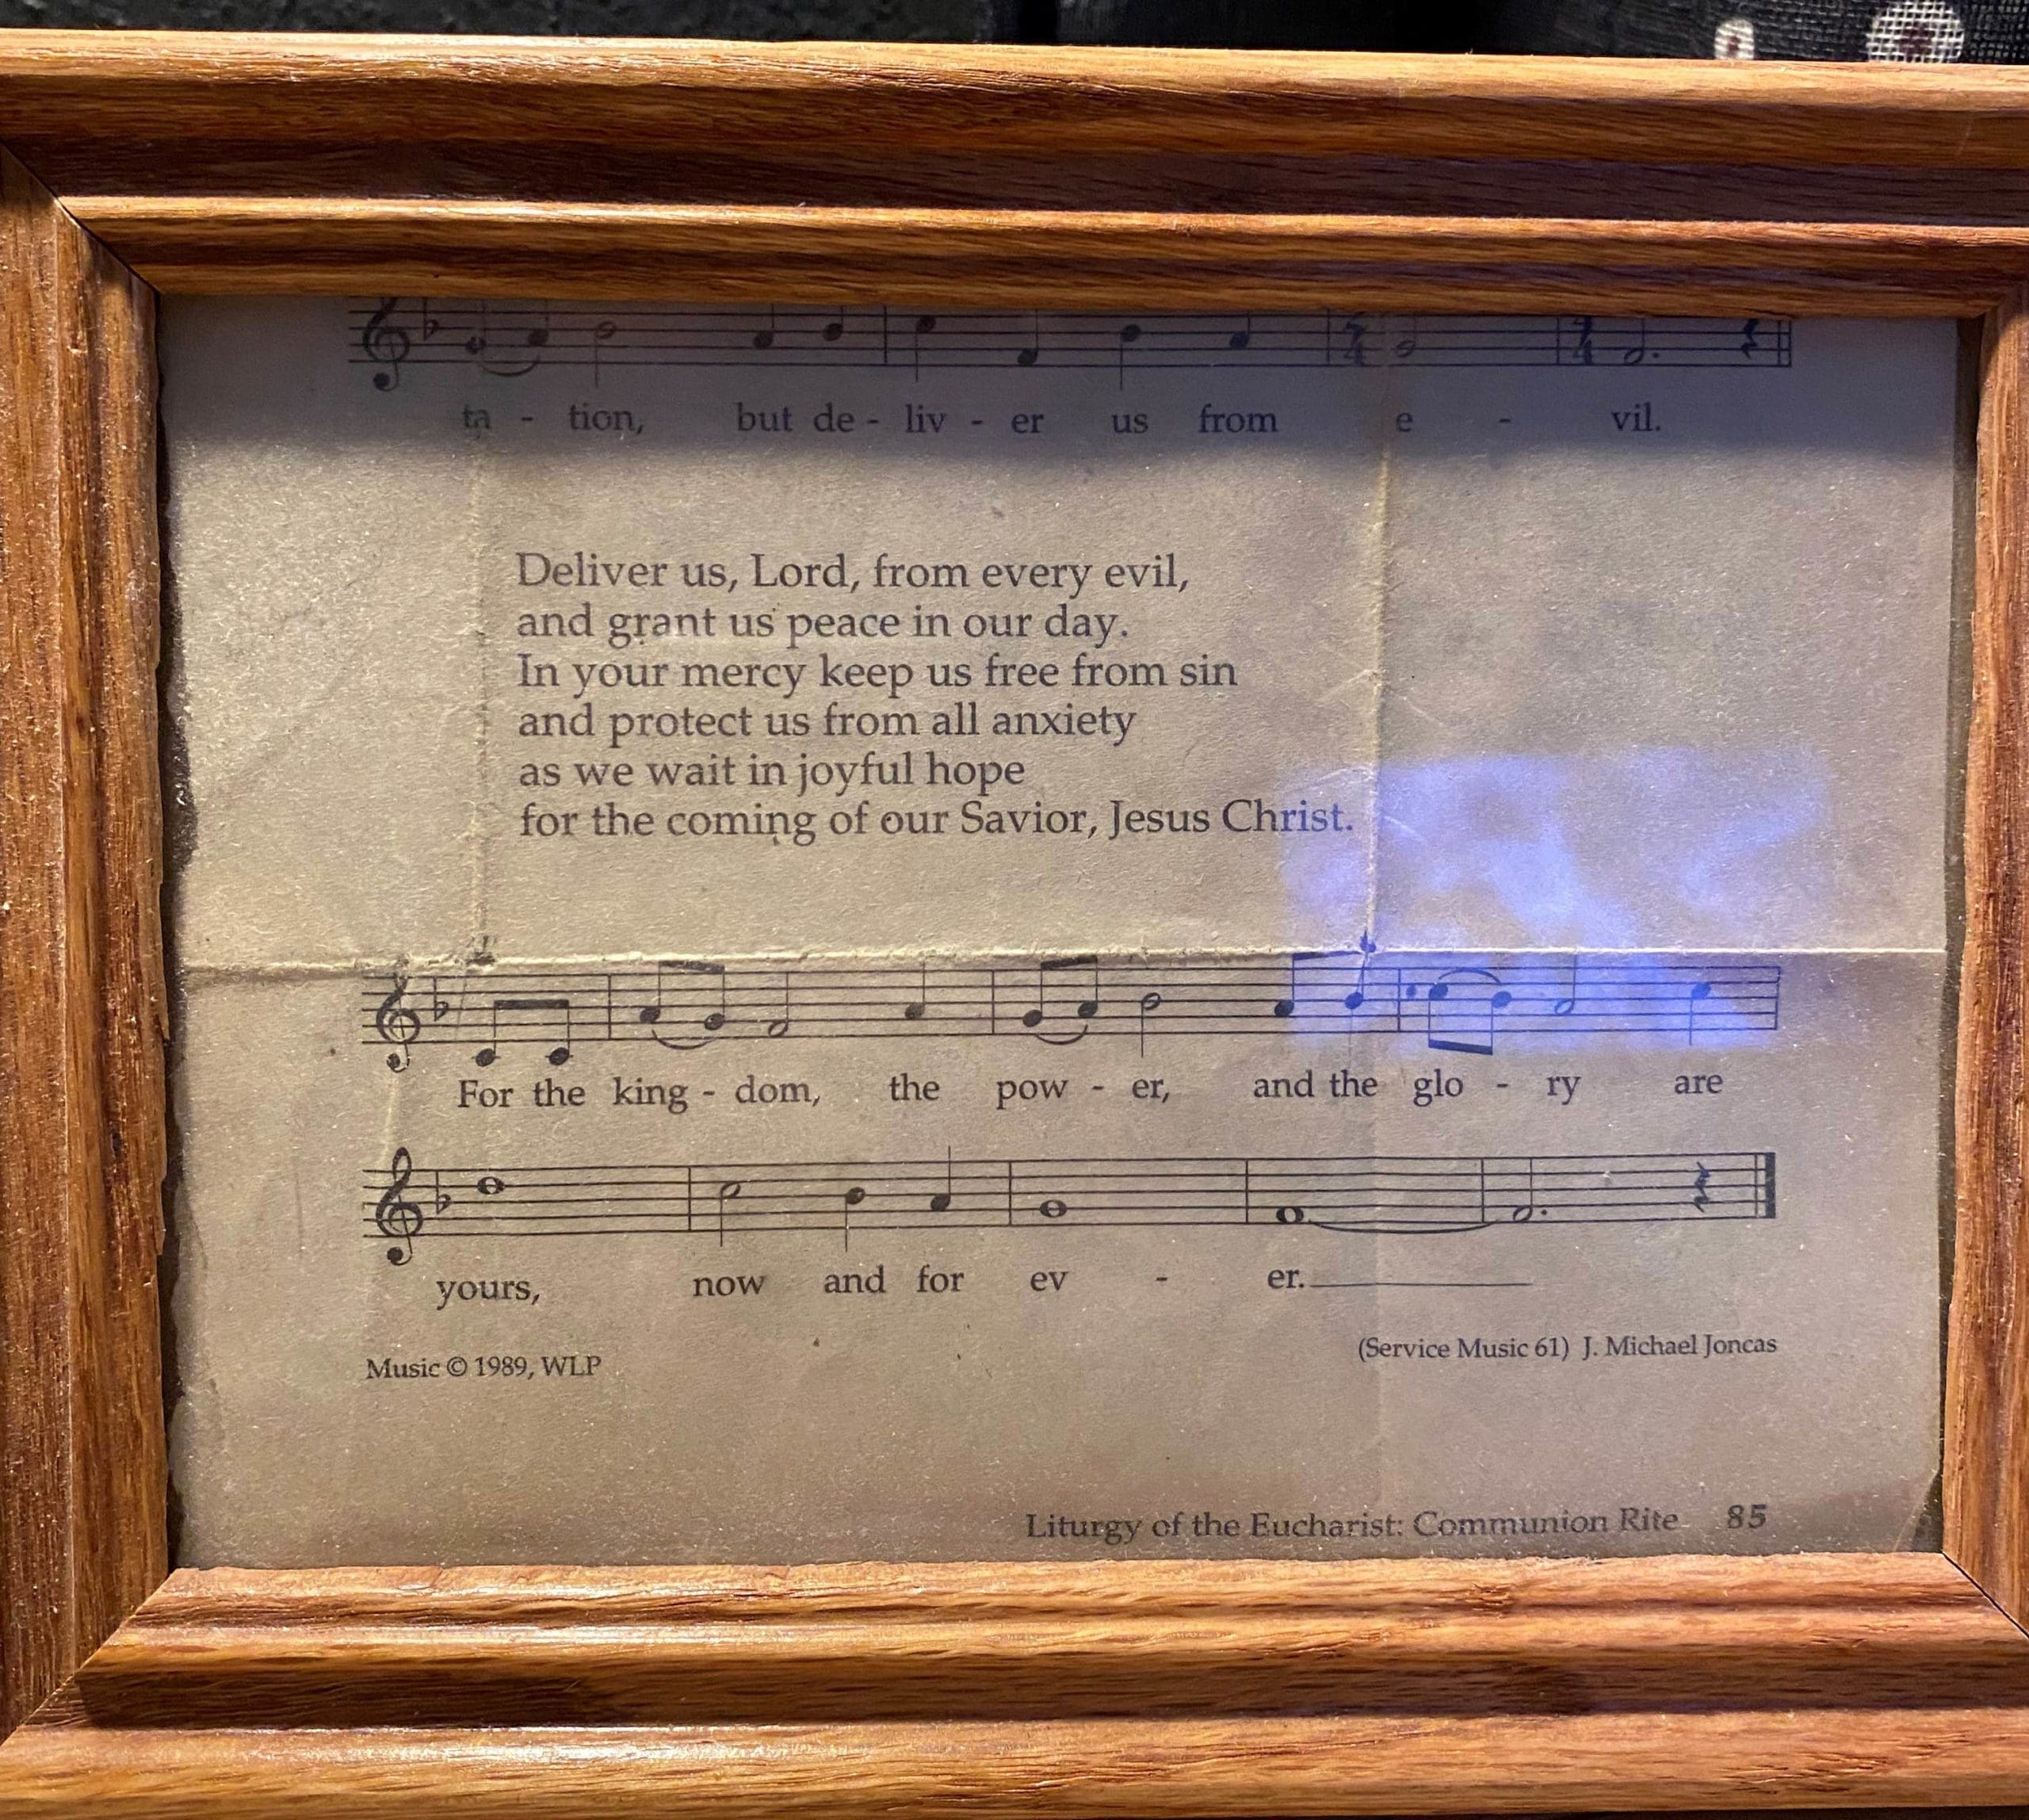 ta - tion, but de - liv - er us from e - vil.
Deliver us, Lord, from every evil,
and grant us peace in our day.
In your mercy keep us free from sin
and protect us from all anxiety
as we wait in joyful hope
for the coming of our Savior, Jesus Christ.
For the king - dom, the pow - er, and the glo - ry are
yours, now and for ev - er.
Music © 1989, WLP
(Service Music 61) J. Michael Joncas
Liturgy of the Eucharist: Communion Rite 85